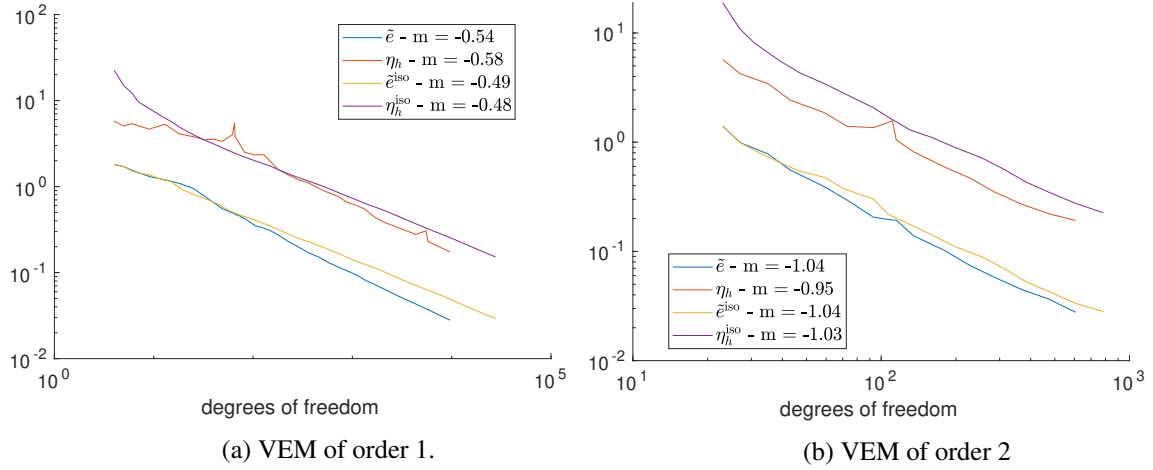 10^2
10^1
10^0
10^-1
10^-2
10^0
10^5
degrees of freedom
ẽ - m = -0.54
η_h - m = -0.58
ẽ^iso - m = -0.49
η_h^iso - m = -0.48
(a) VEM of order 1.
10^1
10^0
10^-1
10^-2
10^1
10^2
10^3
degrees of freedom
ẽ - m = -1.04
η_h - m = -0.95
ẽ^iso - m = -1.04
η_h^iso - m = -1.03
(b) VEM of order 2